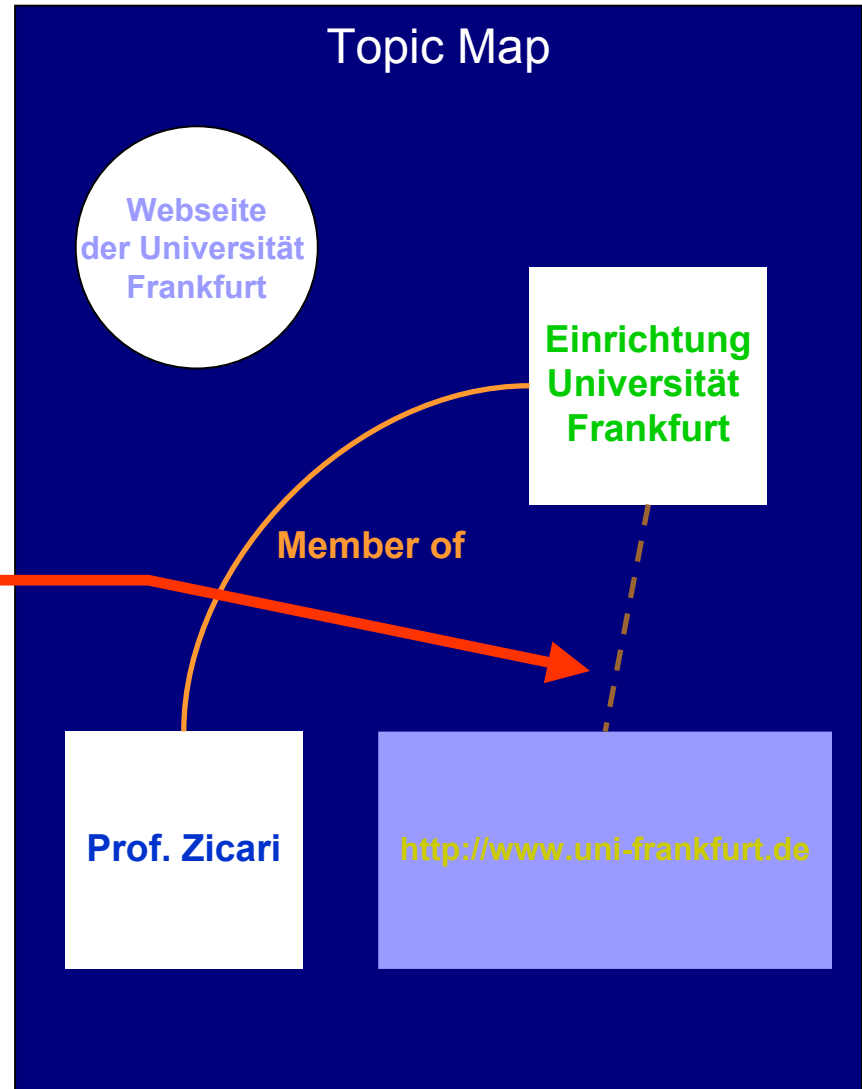 Topic Map
Webseite
der Universität
Frankfurt
Einrichtung
Universität
Frankfurt
Member of
Prof. Zicari
http://www.uni-frankfurt.de